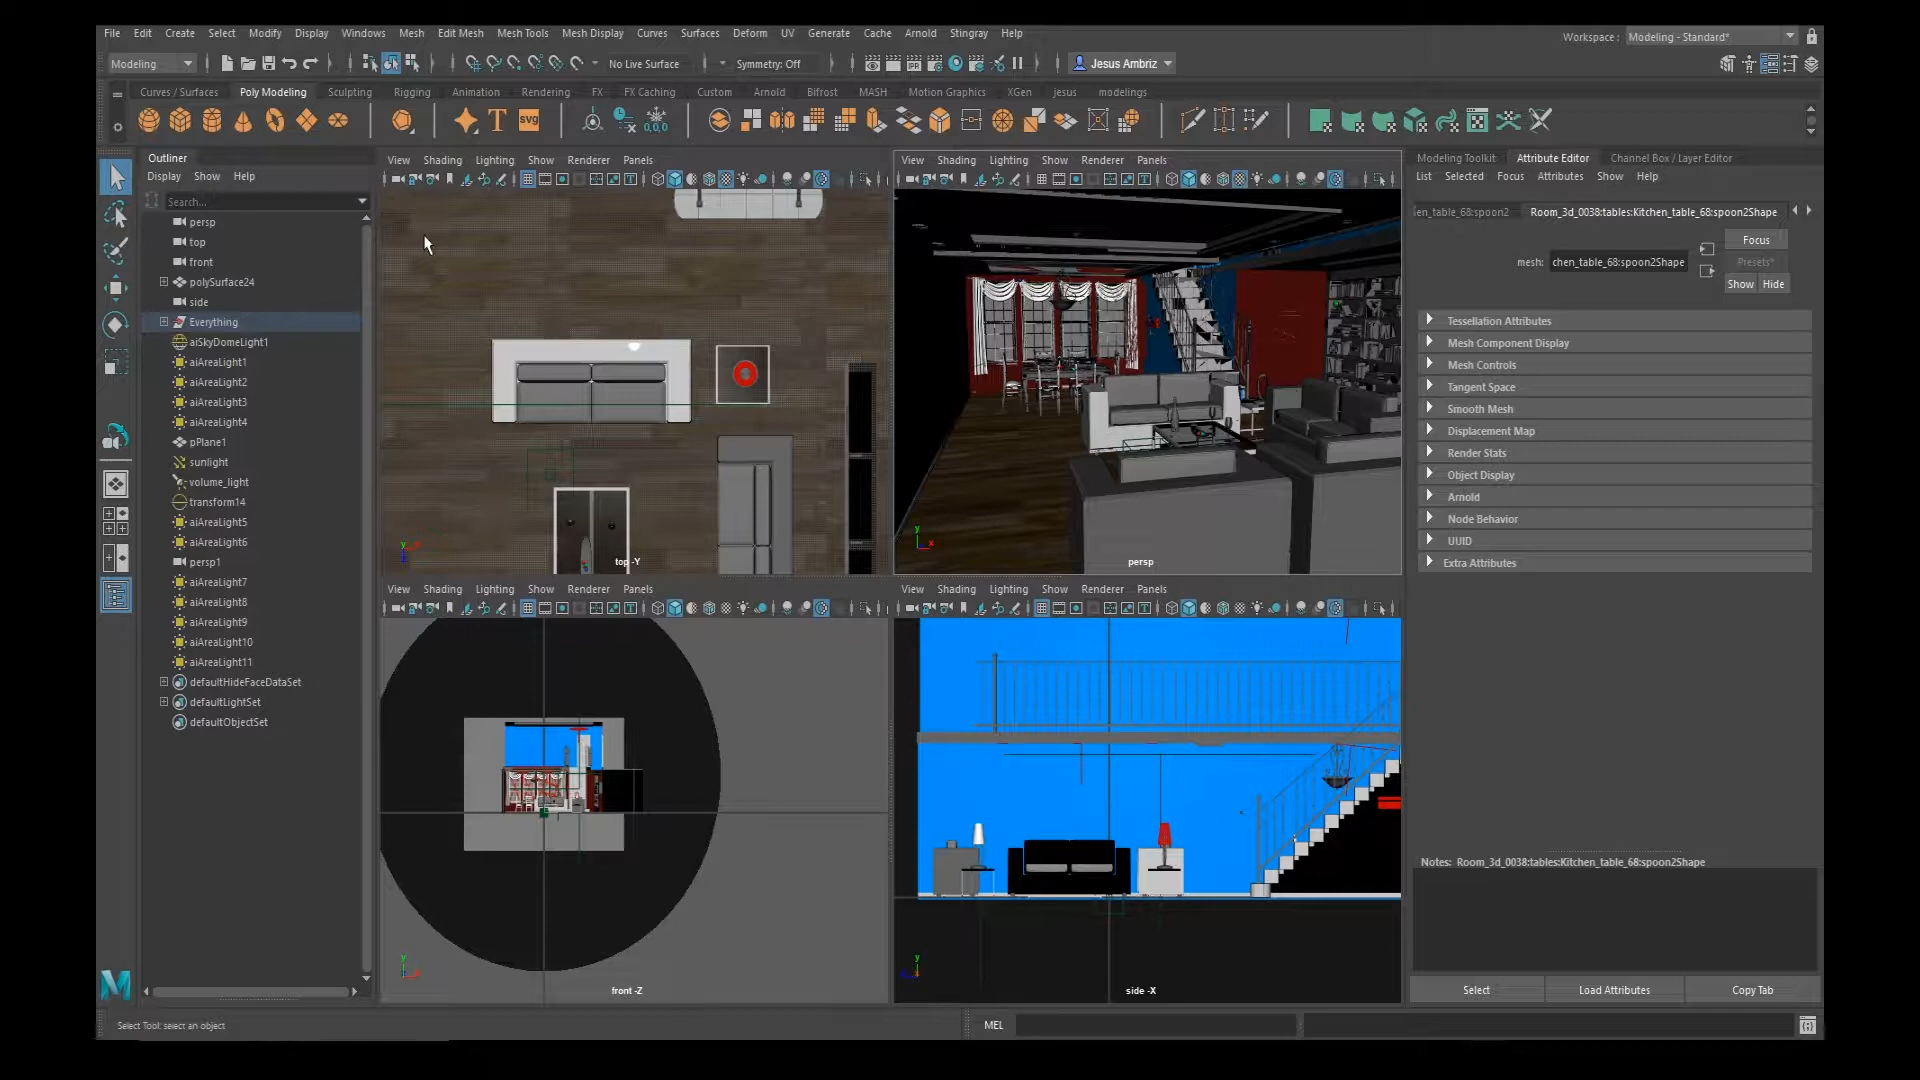 File Edit Create Select Modify Display Windows Mesh Edit Mesh Mesh Tools Mesh Display Curves Surfaces Deform UV Generate Cache Arnold Stingray Help
Workspace : Modeling - Standard*
Modeling No Live Surface Symmetry: Off Jesus Ambriz
Curves / Surfaces Poly Modeling Sculpting Rigging Animation Rendering FX FX Caching Custom Arnold Bifrost MASH Motion Graphics XGen jesus modelings
T svg 0,0,0
Outliner
Display Show Help
Search...
persp
top
front
polySurface24
side
Everything
aiSkyDomeLight1
aiAreaLight1
aiAreaLight2
aiAreaLight3
aiAreaLight4
pPlane1
sunlight
volume_light
transform14
aiAreaLight5
aiAreaLight6
persp1
aiAreaLight7
aiAreaLight8
aiAreaLight9
aiAreaLight10
aiAreaLight11
defaultHideFaceDataSet
defaultLightSet
defaultObjectSet
View Shading Lighting Show Renderer Panels
top -Y
View Shading Lighting Show Renderer Panels
persp
View Shading Lighting Show Renderer Panels
front -Z
View Shading Lighting Show Renderer Panels
side -X
Modeling Toolkit Attribute Editor Channel Box / Layer Editor
List Selected Focus Attributes Show Help
en_table_68:spoon2 Room_3d_0038:tables:Kitchen_table_68:spoon2Shape
Focus
mesh: chen_table_68:spoon2Shape Presets*
Show Hide
Tessellation Attributes
Mesh Component Display
Mesh Controls
Tangent Space
Smooth Mesh
Displacement Map
Render Stats
Object Display
Arnold
Node Behavior
UUID
Extra Attributes
Notes: Room_3d_0038:tables:Kitchen_table_68:spoon2Shape
Select Load Attributes Copy Tab
Select Tool: select an object
MEL